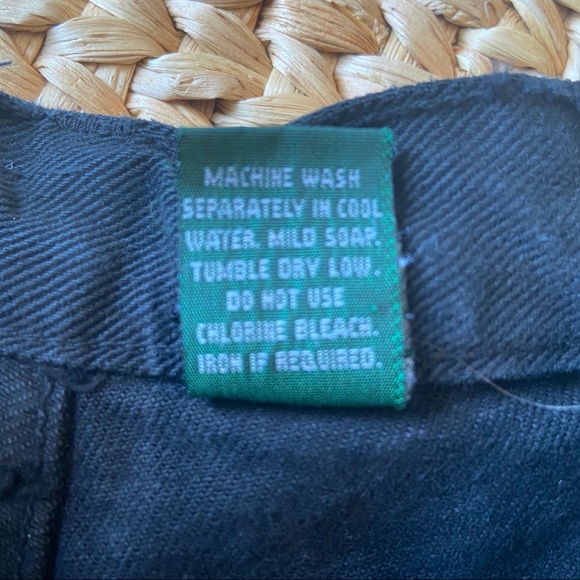 MACHINE WASH
SEPARATELY IN COOL
WATER. MILD SOAP.
TUMBLE DRY LOW.
DO NOT USE
CHLORINE BLEACH.
IRON IF REQUIRED.